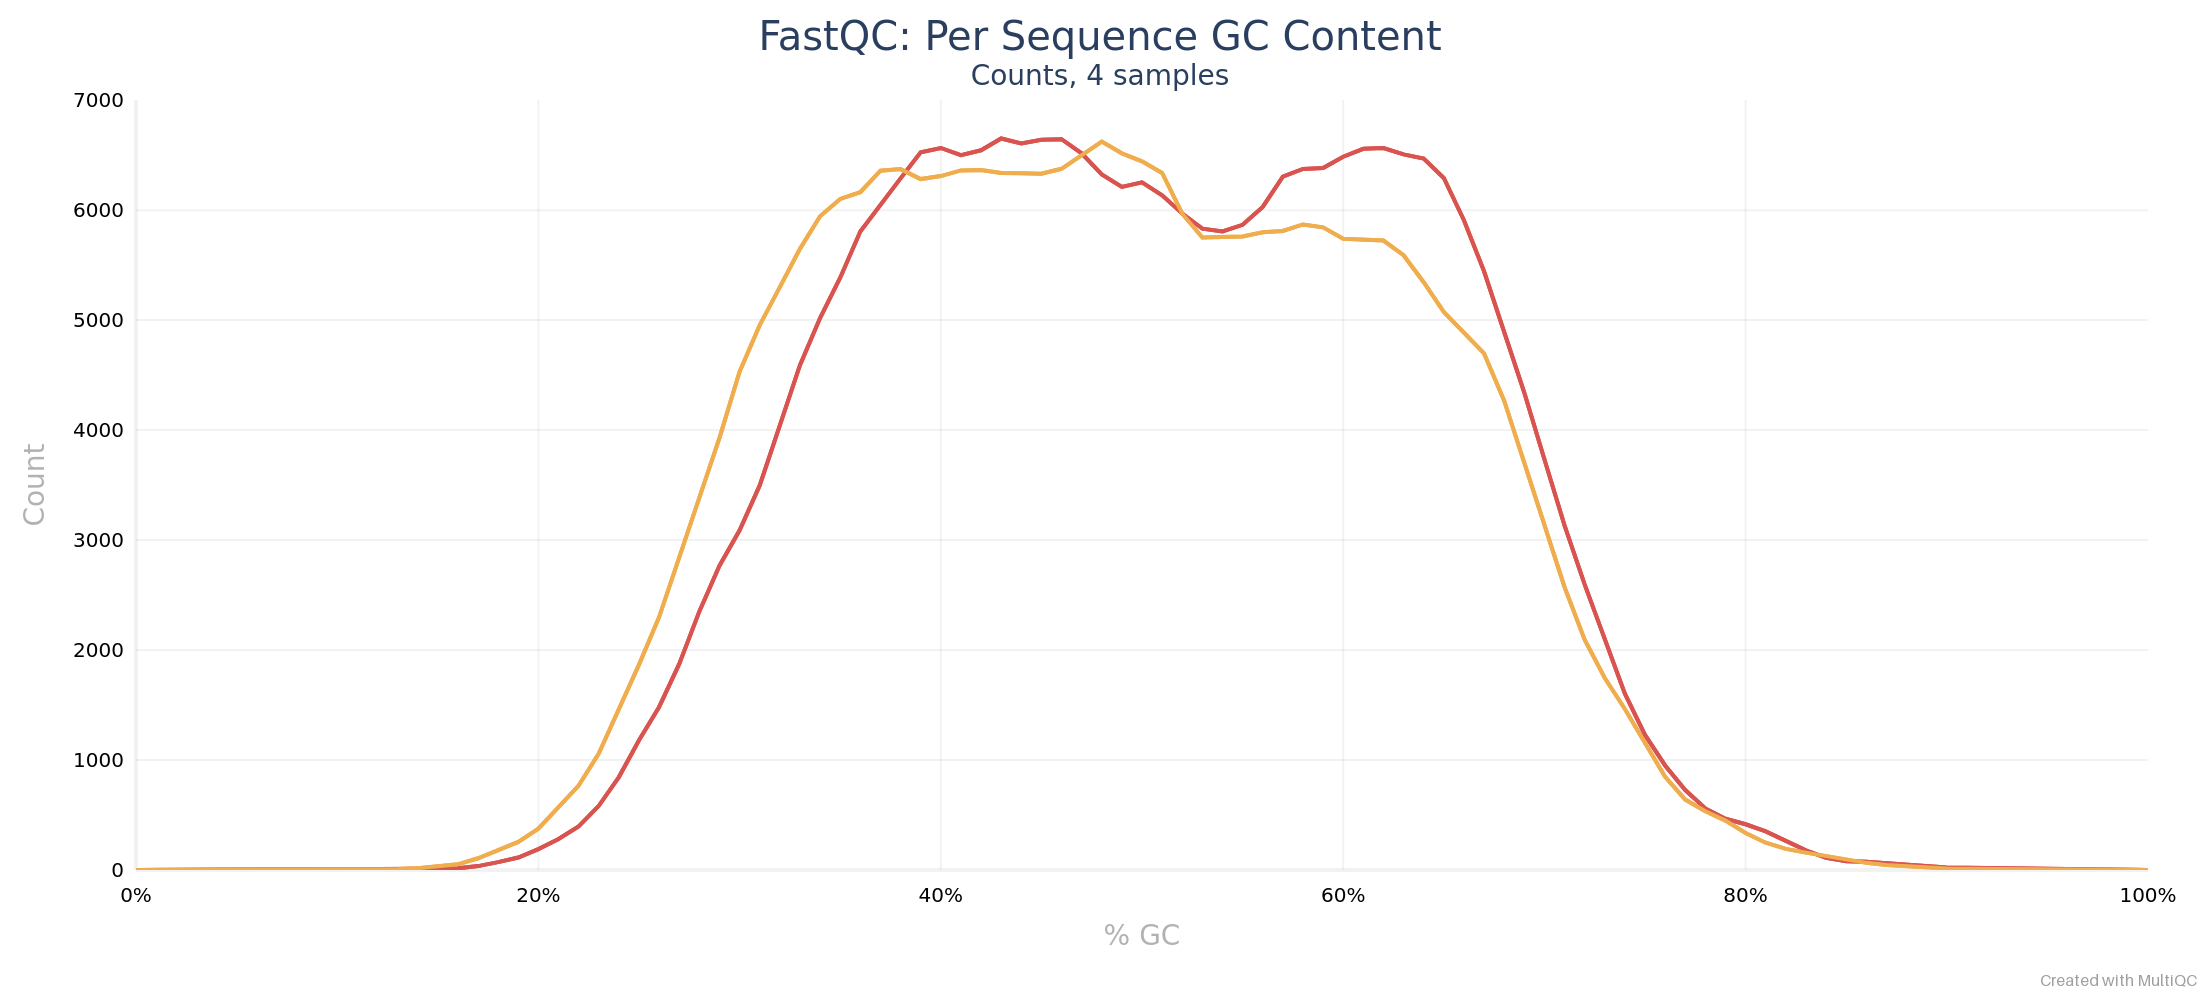 FastQC: Per Sequence GC Content
Counts, 4 samples
7000
6000
5000
4000
3000
2000
1000
0
Count
0% 20% 40% 60% 80% 100%
% GC
Created with MultiQC